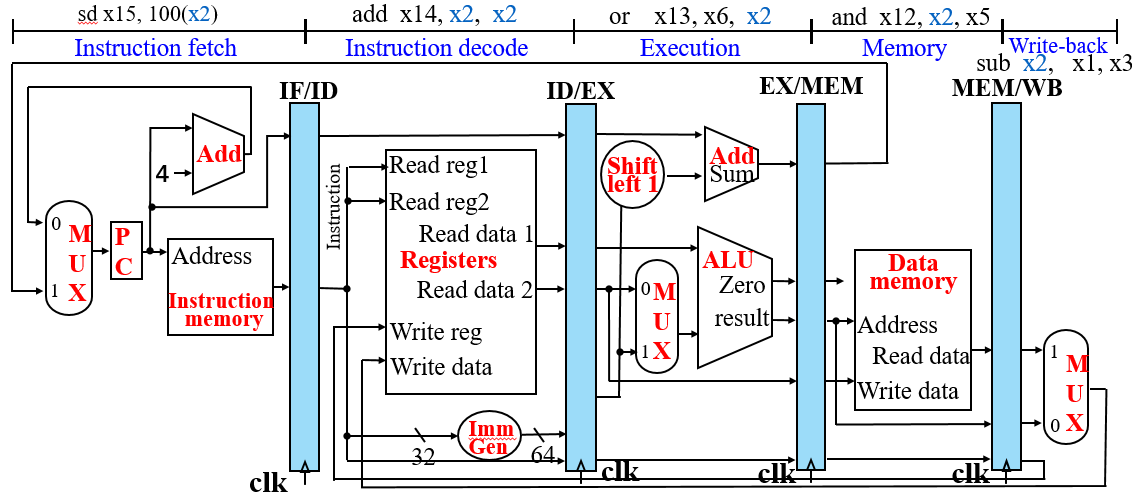 sd x15, 100(x2)
add x14, x2, x2
or x13, x6, x2
and x12, x2, x5
Instruction fetch
Instruction decode
Execution
Memory
Write-back
sub x2, x1, x3
IF/ID
ID/EX
EX/MEM
MEM/WB
Add
4
0
M
U
X
1
P
C
Address
Instruction
memory
Instruction
Read reg1
Read reg2
Read data 1
Registers
Read data 2
Write reg
Write data
Imm
Gen
32
64
Shift
left 1
Add
Sum
ALU
Zero
result
0
M
U
1 X
Data
memory
Address
Read data
Write data
1
M
U
0 X
clk
clk
clk
clk